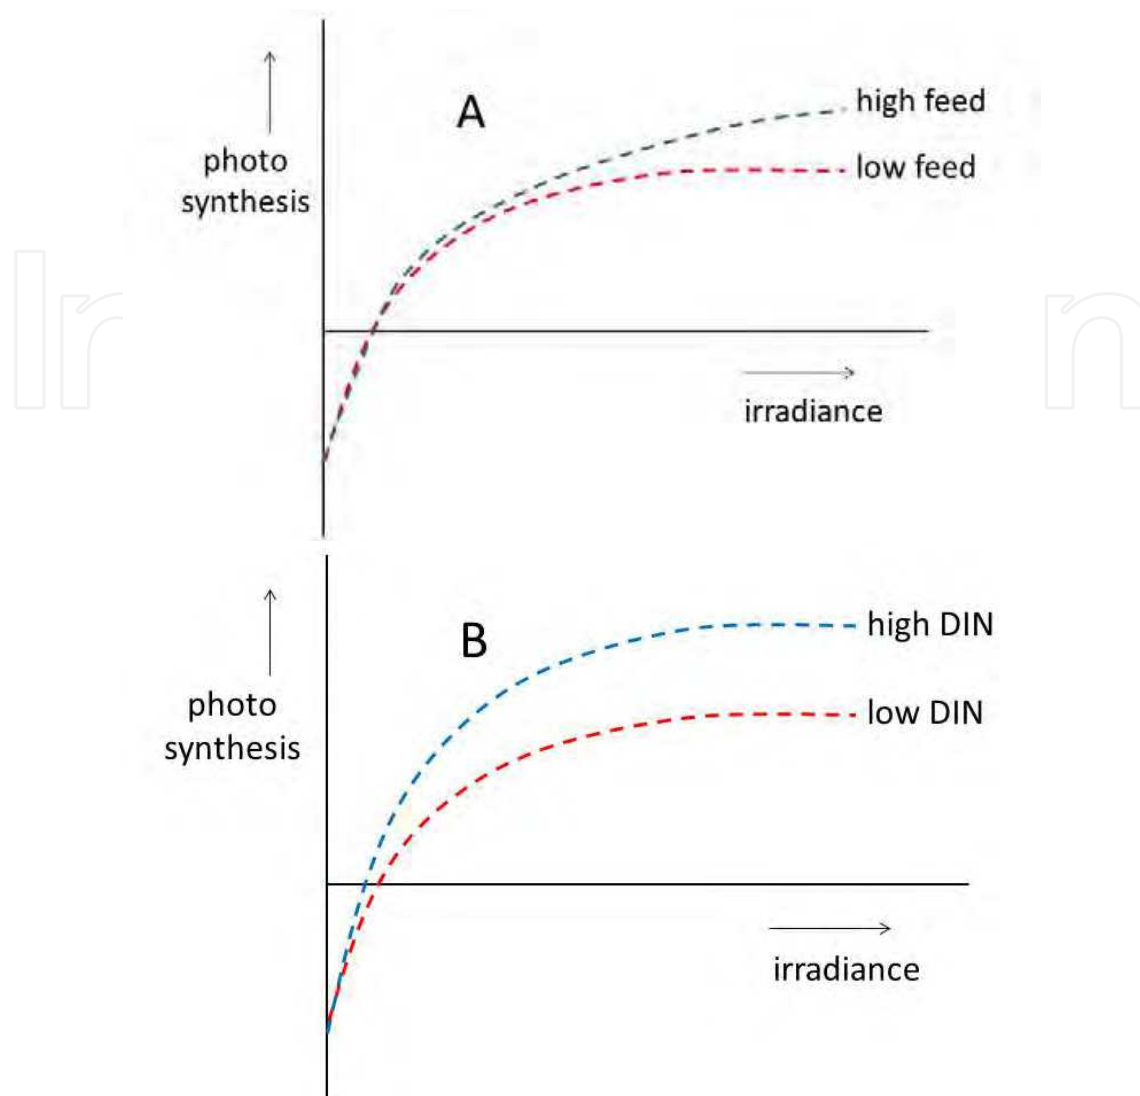 A
high feed
photo
synthesis
low feed
irradiance
B
high DIN
photo
synthesis
low DIN
irradiance